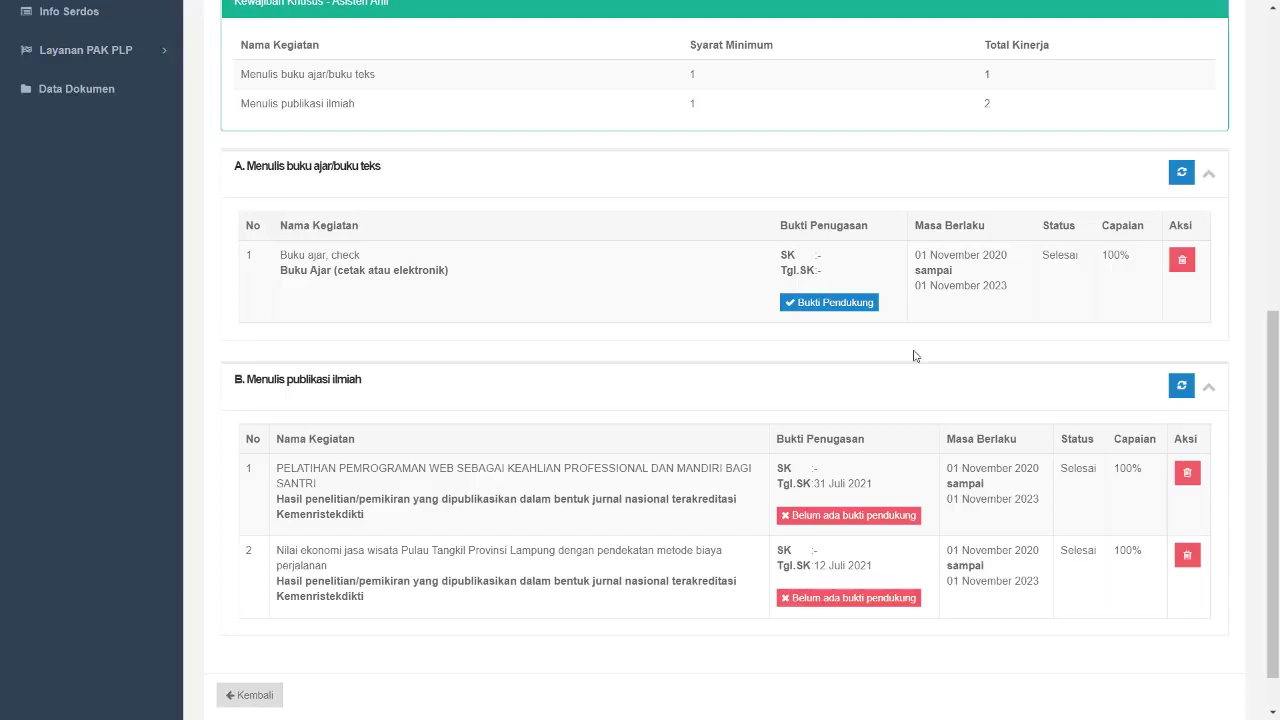 Info Serdos
Layanan PAK PLP
Data Dokumen
Kewajiban Khusus - Asisten Ahli
Nama Kegiatan Syarat Minimum Total Kinerja
Menulis buku ajar/buku teks 1 1
Menulis publikasi ilmiah 1 2
A. Menulis buku ajar/buku teks
No Nama Kegiatan Bukti Penugasan Masa Berlaku Status Capaian Aksi
1 Buku ajar, check SK :- 01 November 2020 Selesai 100%
Buku Ajar (cetak atau elektronik) Tgl.SK:- sampai
01 November 2023
Bukti Pendukung
B. Menulis publikasi ilmiah
No Nama Kegiatan Bukti Penugasan Masa Berlaku Status Capaian Aksi
1 PELATIHAN PEMROGRAMAN WEB SEBAGAI KEAHLIAN PROFESSIONAL DAN MANDIRI BAGI SK :- 01 November 2020 Selesai 100%
SANTRI Tgl.SK:31 Juli 2021 sampai
Hasil penelitian/pemikiran yang dipublikasikan dalam bentuk jurnal nasional terakreditasi 01 November 2023
Kemenristekdikti Belum ada bukti pendukung
2 Nilai ekonomi jasa wisata Pulau Tangkil Provinsi Lampung dengan pendekatan metode biaya SK :- 01 November 2020 Selesai 100%
perjalanan Tgl.SK:12 Juli 2021 sampai
Hasil penelitian/pemikiran yang dipublikasikan dalam bentuk jurnal nasional terakreditasi 01 November 2023
Kemenristekdikti Belum ada bukti pendukung
Kembali